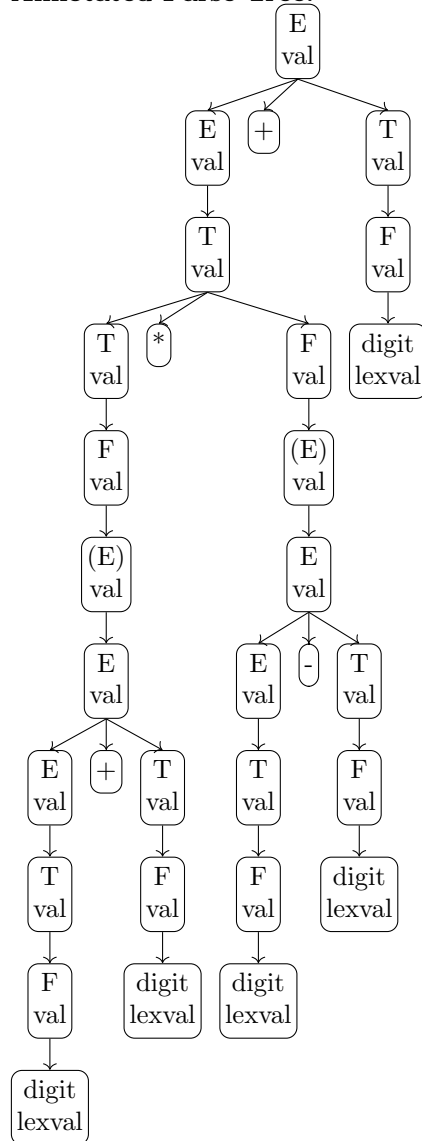 Annotated Parse Tree:
E
val
E + T
val val
T F
val val
T * F digit
val val lexval
F (E)
val val
(E) E
val val
E E - T
val val val
E + T T F
val val val val
T F F digit
val val val lexval
F digit digit
val lexval lexval
digit
lexval